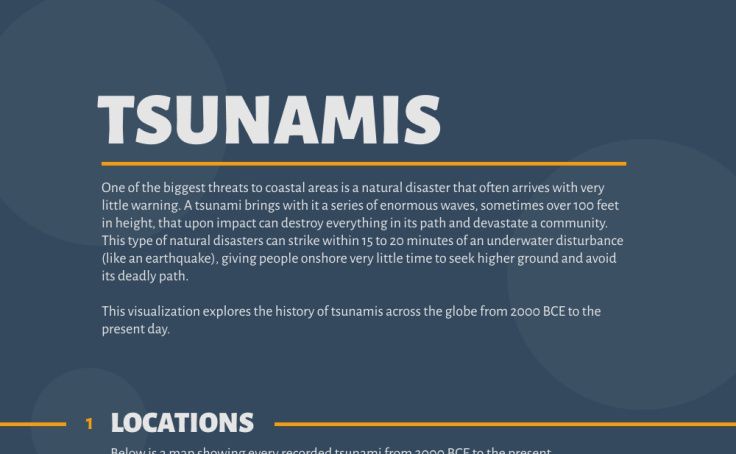 TSUNAMIS
One of the biggest threats to coastal areas is a natural disaster that often arrives with very
little warning. A tsunami brings with it a series of enormous waves, sometimes over 100 feet
in height, that upon impact can destroy everything in its path and devastate a community.
This type of natural disasters can strike within 15 to 20 minutes of an underwater disturbance
(like an earthquake), giving people onshore very little time to seek higher ground and avoid
its deadly path.
This visualization explores the history of tsunamis across the globe from 2000 BCE to the
present day.
1 LOCATIONS
Below is a map showing every recorded tsunami from 2000 BCE to the present